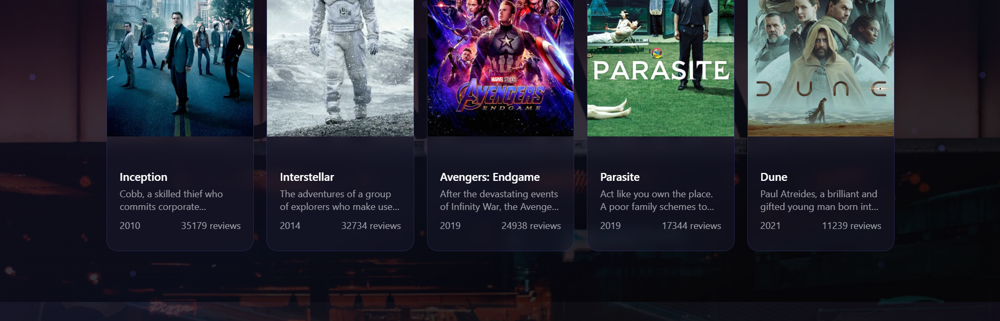 MARVEL STUDIOS
AVENGERS
ENDGAME
PARASITE
DUNE
Inception
Cobb, a skilled thief who
commits corporate...
2010 35179 reviews
Interstellar
The adventures of a group
of explorers who make use...
2014 32734 reviews
Avengers: Endgame
After the devastating events
of Infinity War, the Avenge...
2019 24938 reviews
Parasite
Act like you own the place.
A poor family schemes to...
2019 17344 reviews
Dune
Paul Atreides, a brilliant and
gifted young man born int...
2021 11239 reviews